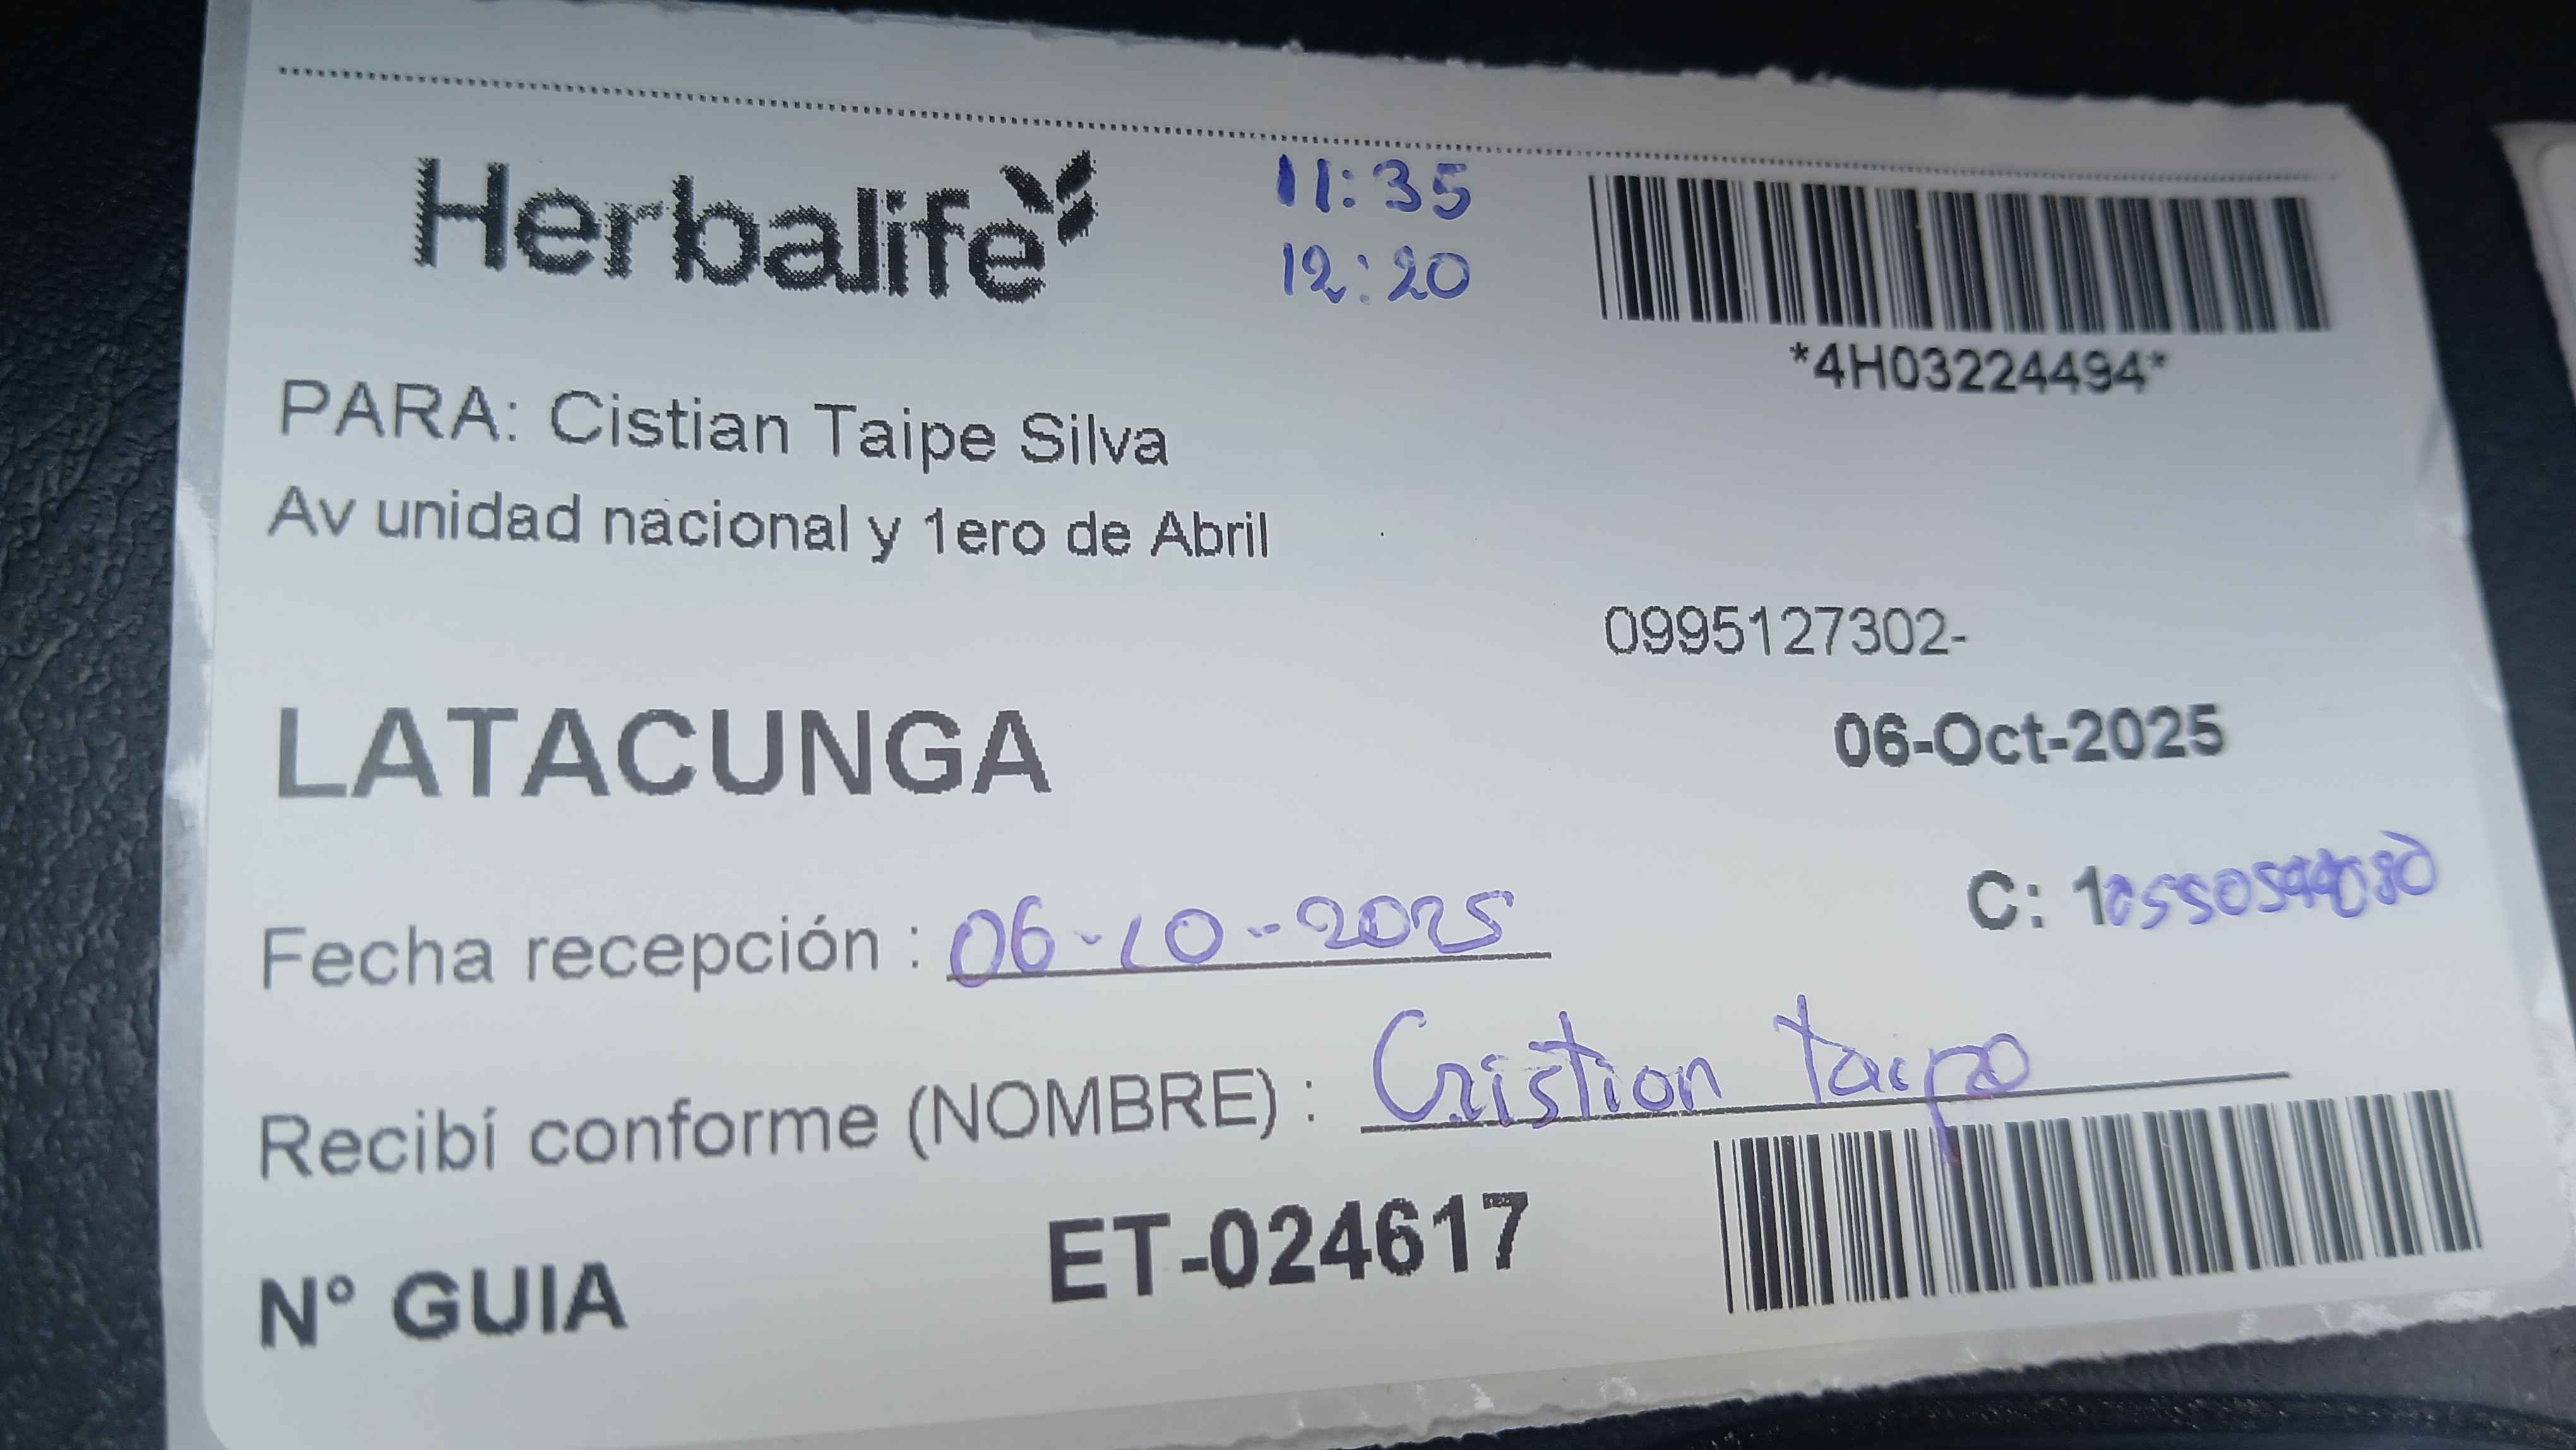 Herbalife
11:35
12:20
*4H03224494*
PARA: Cistian Taipe Silva
Av unidad nacional y 1ero de Abril
0995127302-
LATACUNGA
06-Oct-2025
C: 1
Fecha recepción : 06-10-2025
Recibí conforme (NOMBRE) : Cristian Taipe
N° GUIA ET-024617